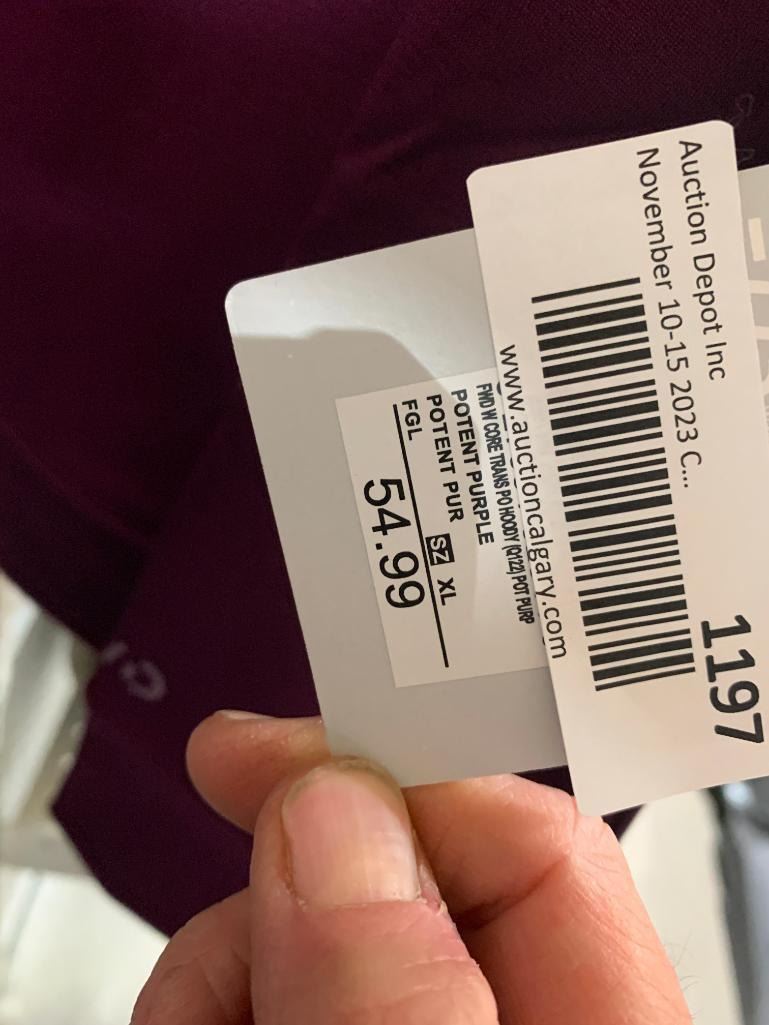 Auction Depot Inc
November 10-15 2023 C...
1197
www.auctioncalgary.com
FWD W CORE TRANS PO HOODY (Q122) POT PURP
POTENT PURPLE
POTENT PUR SZ XL
FGL
54.99